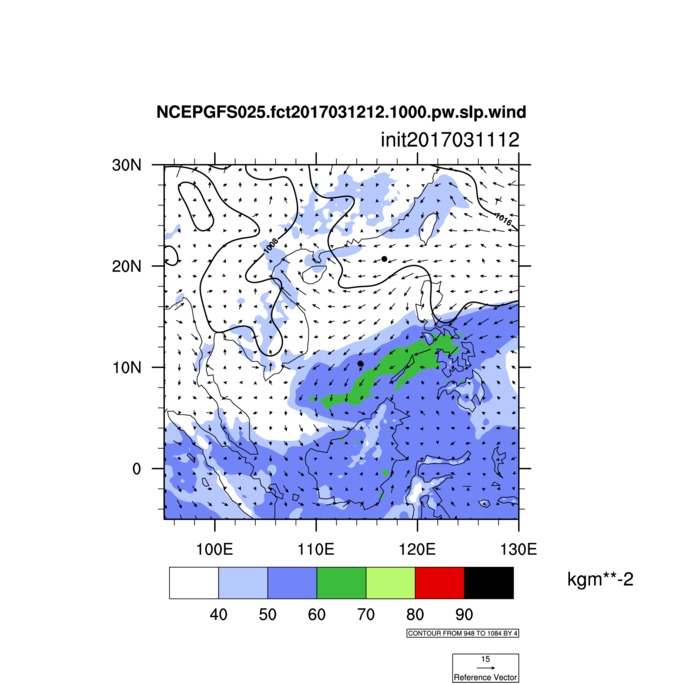 NCEPGFS025.fct2017031212.1000.pw.slp.wind
init2017031112
30N
1016
1008
20N
10N
0
100E 110E 120E 130E
kgm**-2
40 50 60 70 80 90
CONTOUR FROM 948 TO 1084 BY 4
15
Reference Vector